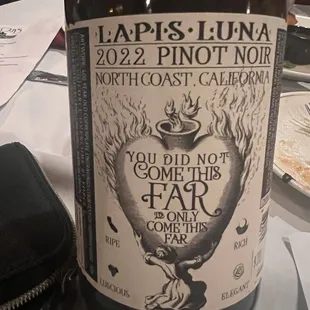 LAPIS·LUNA
2022 PINOT NOIR
NORTH COAST, CALIFORNIA
YOU DID NOT
COME THIS
FAR
TO ONLY
COME THIS
FAR
RIPE
RICH
LUSCIOUS
ELEGANT